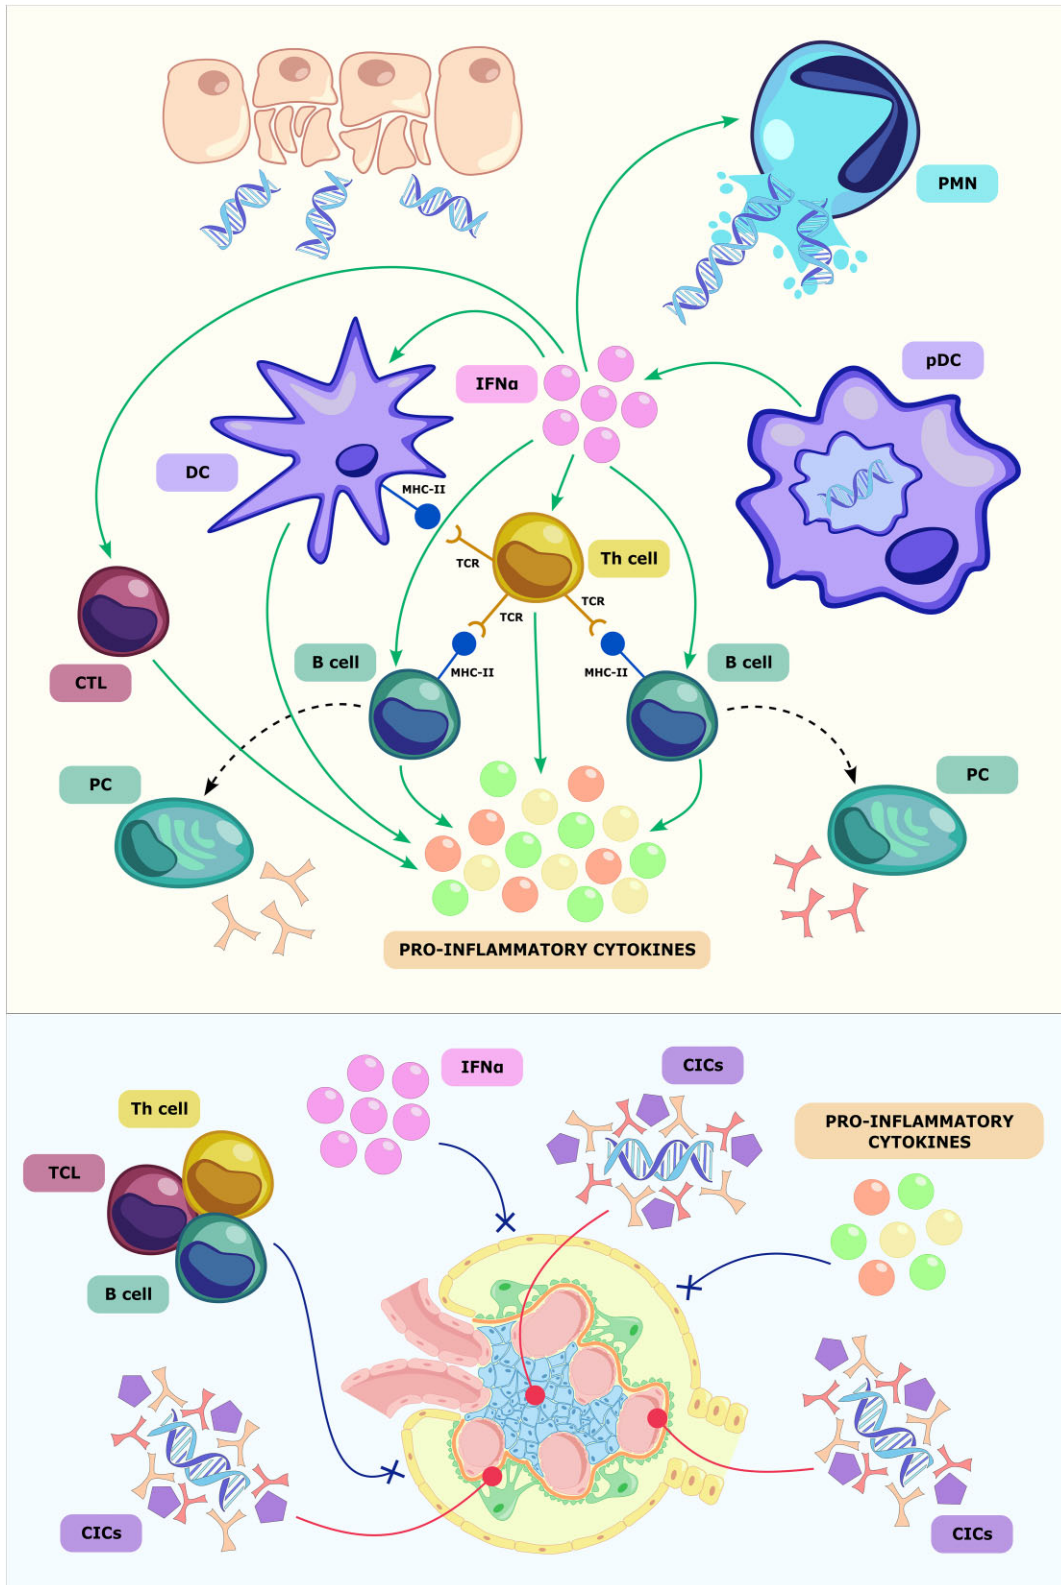 PMN
pDC
IFNα
DC
MHC-II
TCR
Th cell
TCR
TCR
B cell
MHC-II
MHC-II
B cell
CTL
PC
PC
PRO-INFLAMMATORY CYTOKINES
IFNα
CICs
Th cell
PRO-INFLAMMATORY
CYTOKINES
TCL
B cell
CICs
CICs